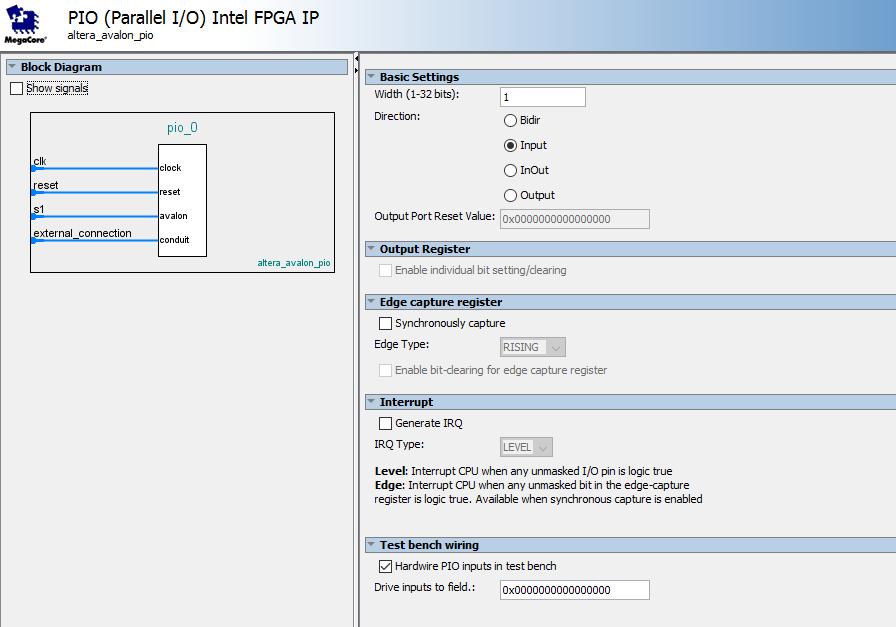 MegaCore®
PIO (Parallel I/O) Intel FPGA IP
altera_avalon_pio
Block Diagram
Show signals
pio_0
clk
clock
reset
reset
s1
avalon
external_connection
conduit
altera_avalon_pio
Basic Settings
Width (1-32 bits):
1
Direction:
Bidir
Input
InOut
Output
Output Port Reset Value:
0x0000000000000000
Output Register
Enable individual bit setting/clearing
Edge capture register
Synchronously capture
Edge Type:
RISING
Enable bit-clearing for edge capture register
Interrupt
Generate IRQ
IRQ Type:
LEVEL
Level: Interrupt CPU when any unmasked I/O pin is logic true
Edge: Interrupt CPU when any unmasked bit in the edge-capture
register is logic true. Available when synchronous capture is enabled
Test bench wiring
Hardwire PIO inputs in test bench
Drive inputs to field.:
0x0000000000000000